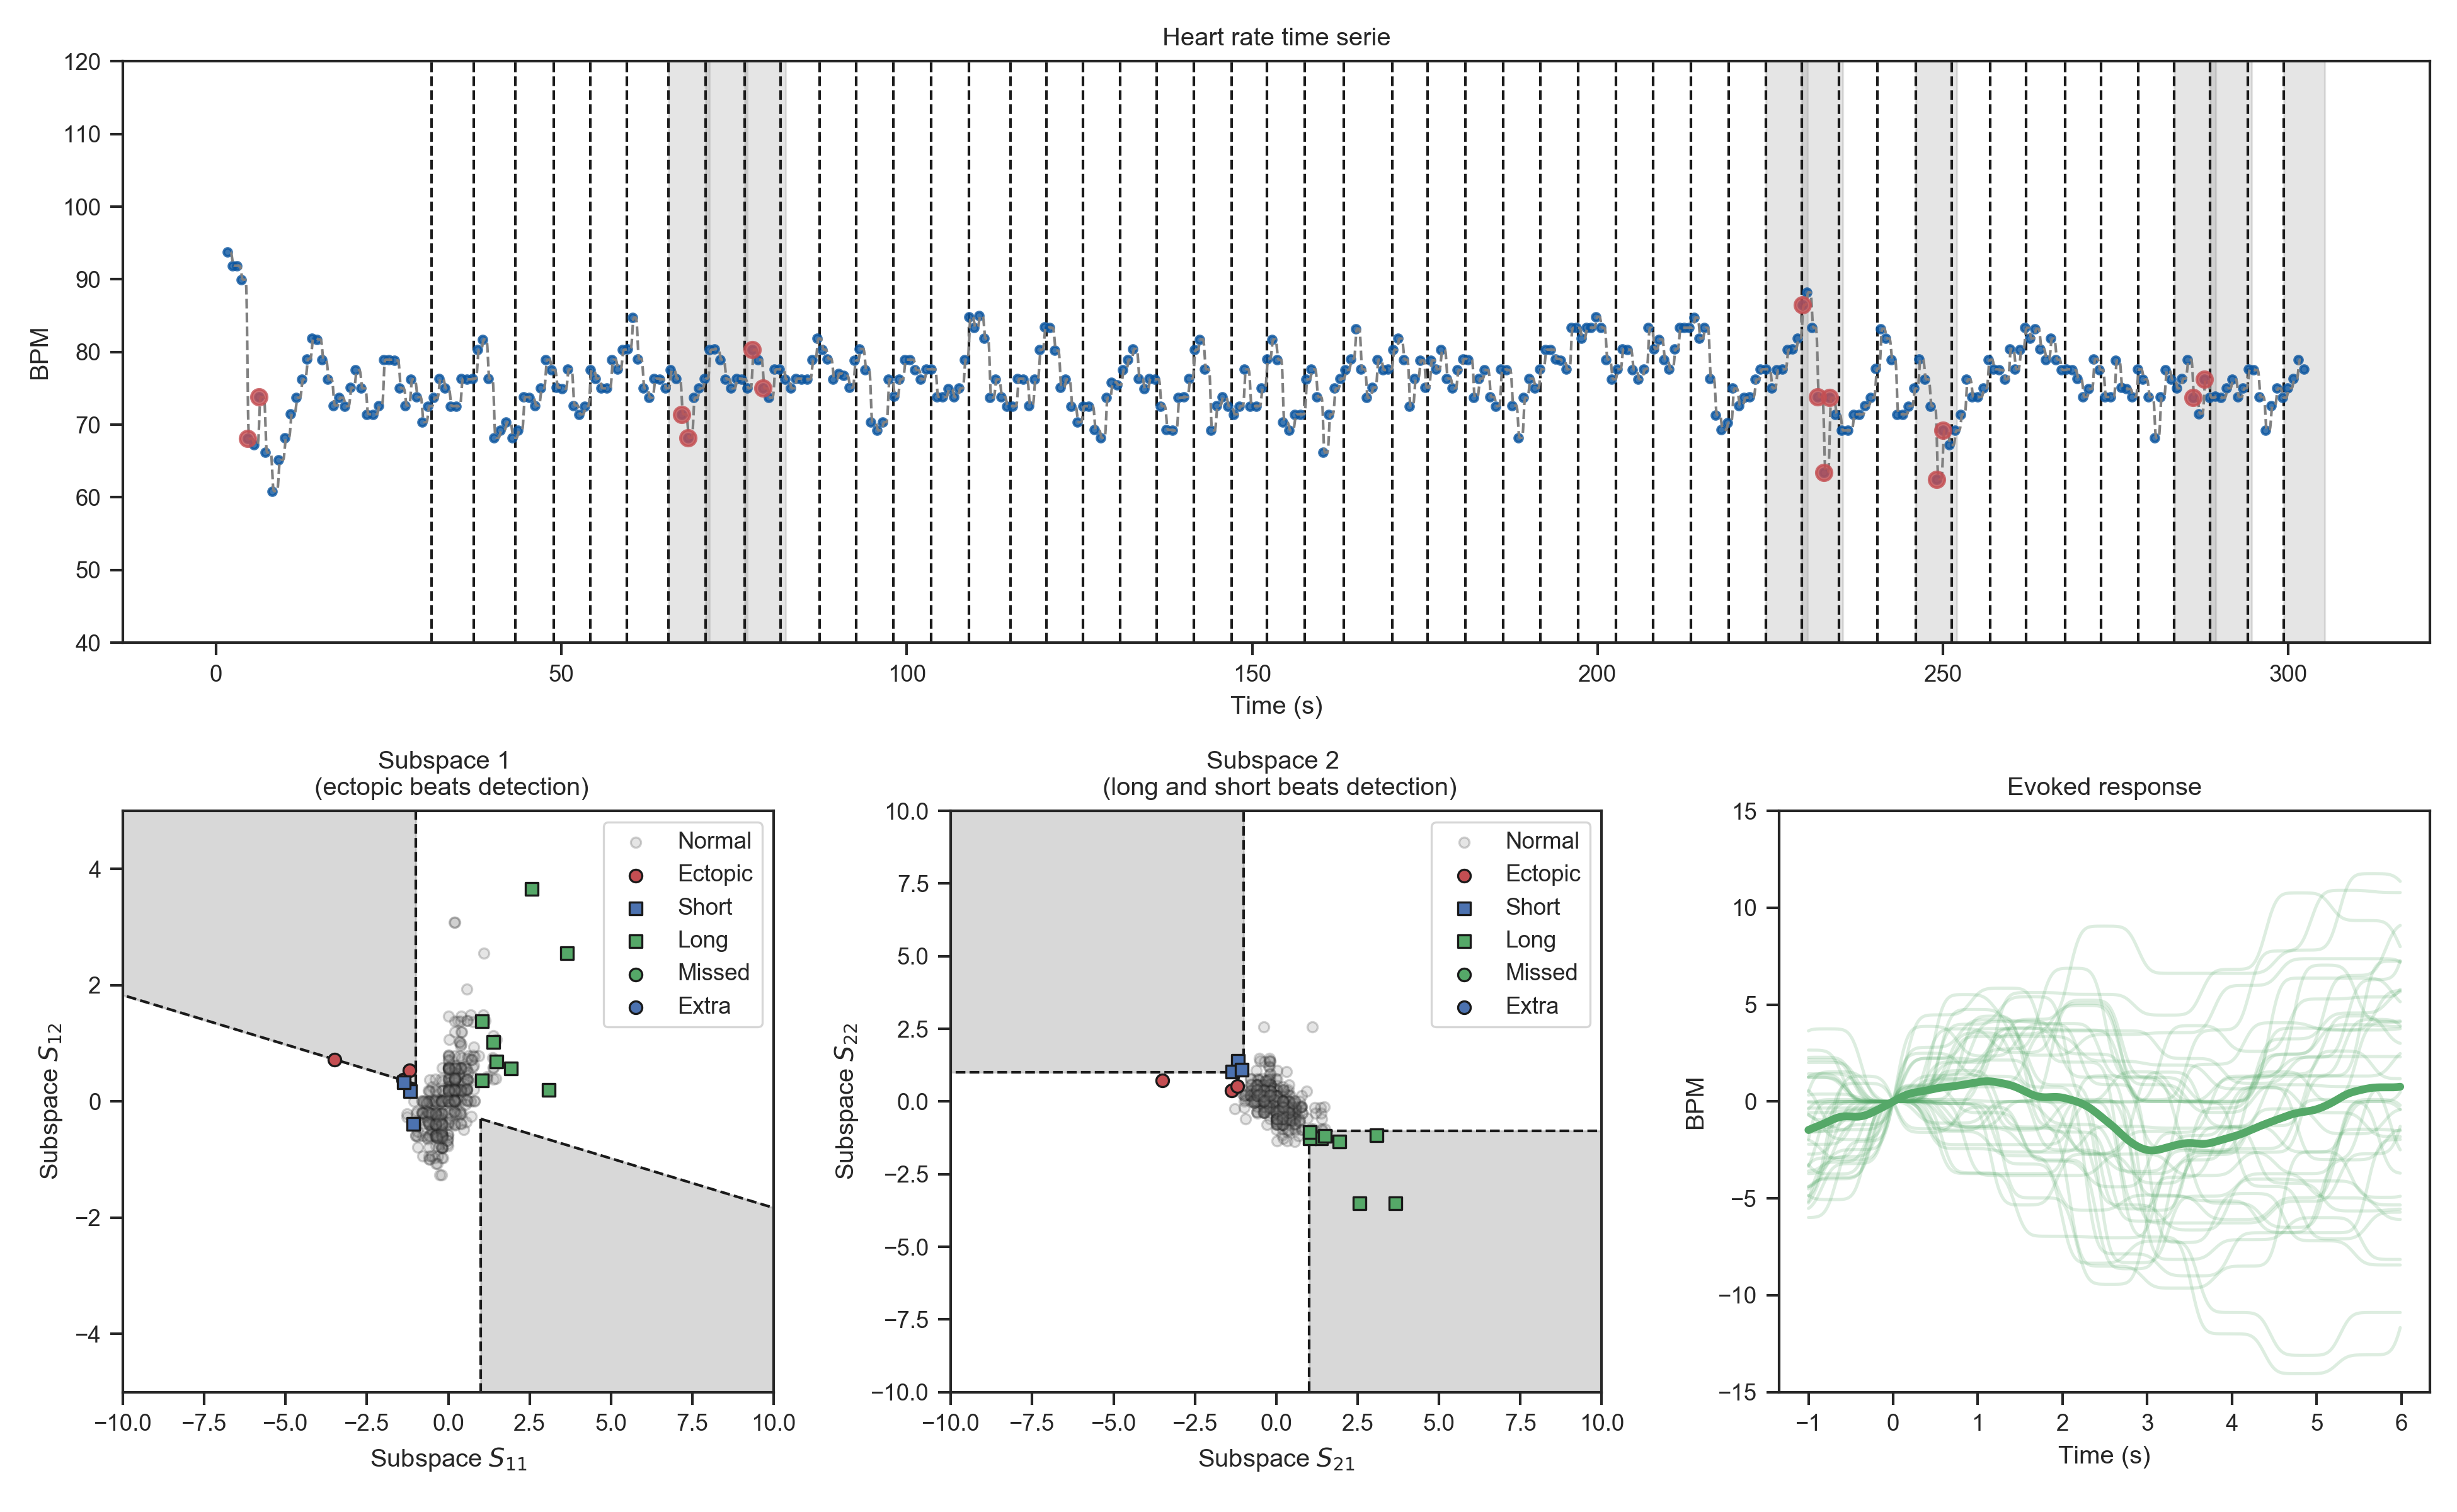 Heart rate time serie
120
110
100
90
80
70
60
50
40
BPM
0 50 100 150 200 250 300
Time (s)
Subspace 1
(ectopic beats detection)
4
2
0
−2
−4
Subspace S12
Normal
Ectopic
Short
Long
Missed
Extra
−10.0 −7.5 −5.0 −2.5 0.0 2.5 5.0 7.5 10.0
Subspace S11
Subspace 2
(long and short beats detection)
10.0
7.5
5.0
2.5
0.0
−2.5
−5.0
−7.5
−10.0
Subspace S22
Normal
Ectopic
Short
Long
Missed
Extra
−10.0 −7.5 −5.0 −2.5 0.0 2.5 5.0 7.5 10.0
Subspace S21
Evoked response
15
10
5
0
−5
−10
−15
BPM
−1 0 1 2 3 4 5 6
Time (s)